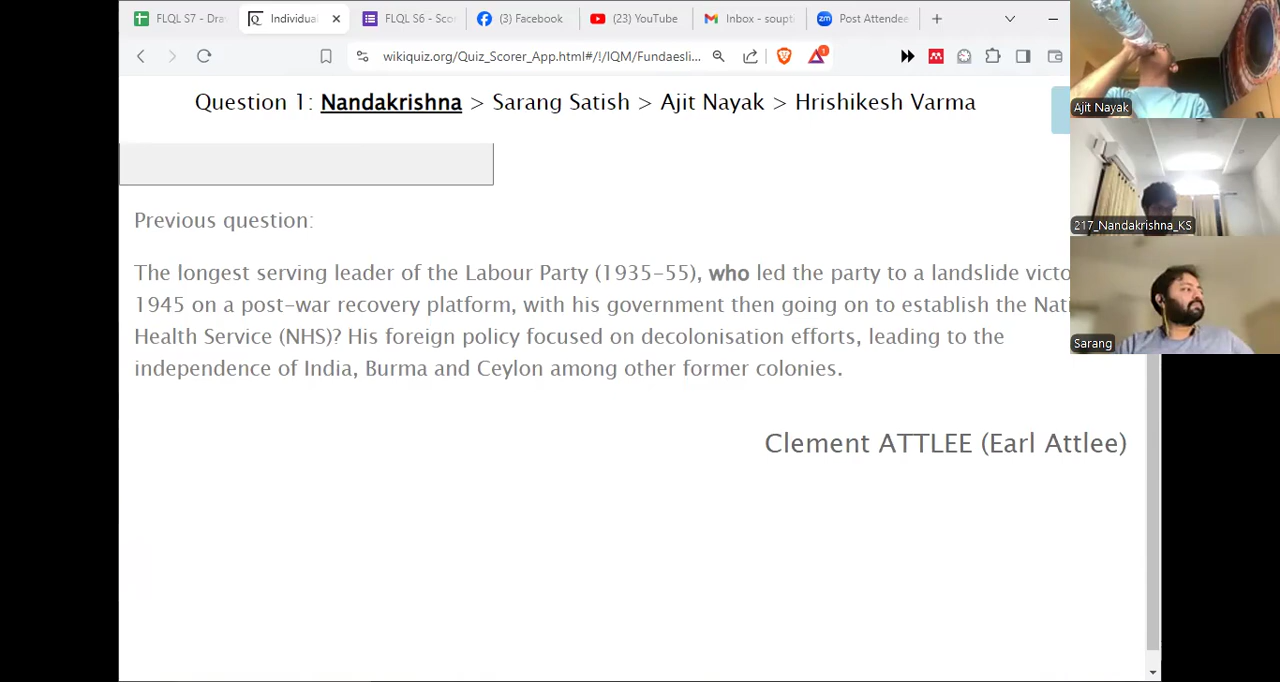 FLQL S7 - Dra
Individual
FLQL S6 - Sco
(3) Facebook
(23) YouTube
Inbox - soupt
Post Attendee
wikiquiz.org/Quiz_Scorer_App.html#/!/IQM/Fundaesli...
Question 1: Nandakrishna > Sarang Satish > Ajit Nayak > Hrishikesh Varma
Ajit Nayak
217_Nandakrishna_KS
Sarang
Previous question:
The longest serving leader of the Labour Party (1935-55), who led the party to a landslide victo
1945 on a post-war recovery platform, with his government then going on to establish the Nati
Health Service (NHS)? His foreign policy focused on decolonisation efforts, leading to the
independence of India, Burma and Ceylon among other former colonies.
Clement ATTLEE (Earl Attlee)